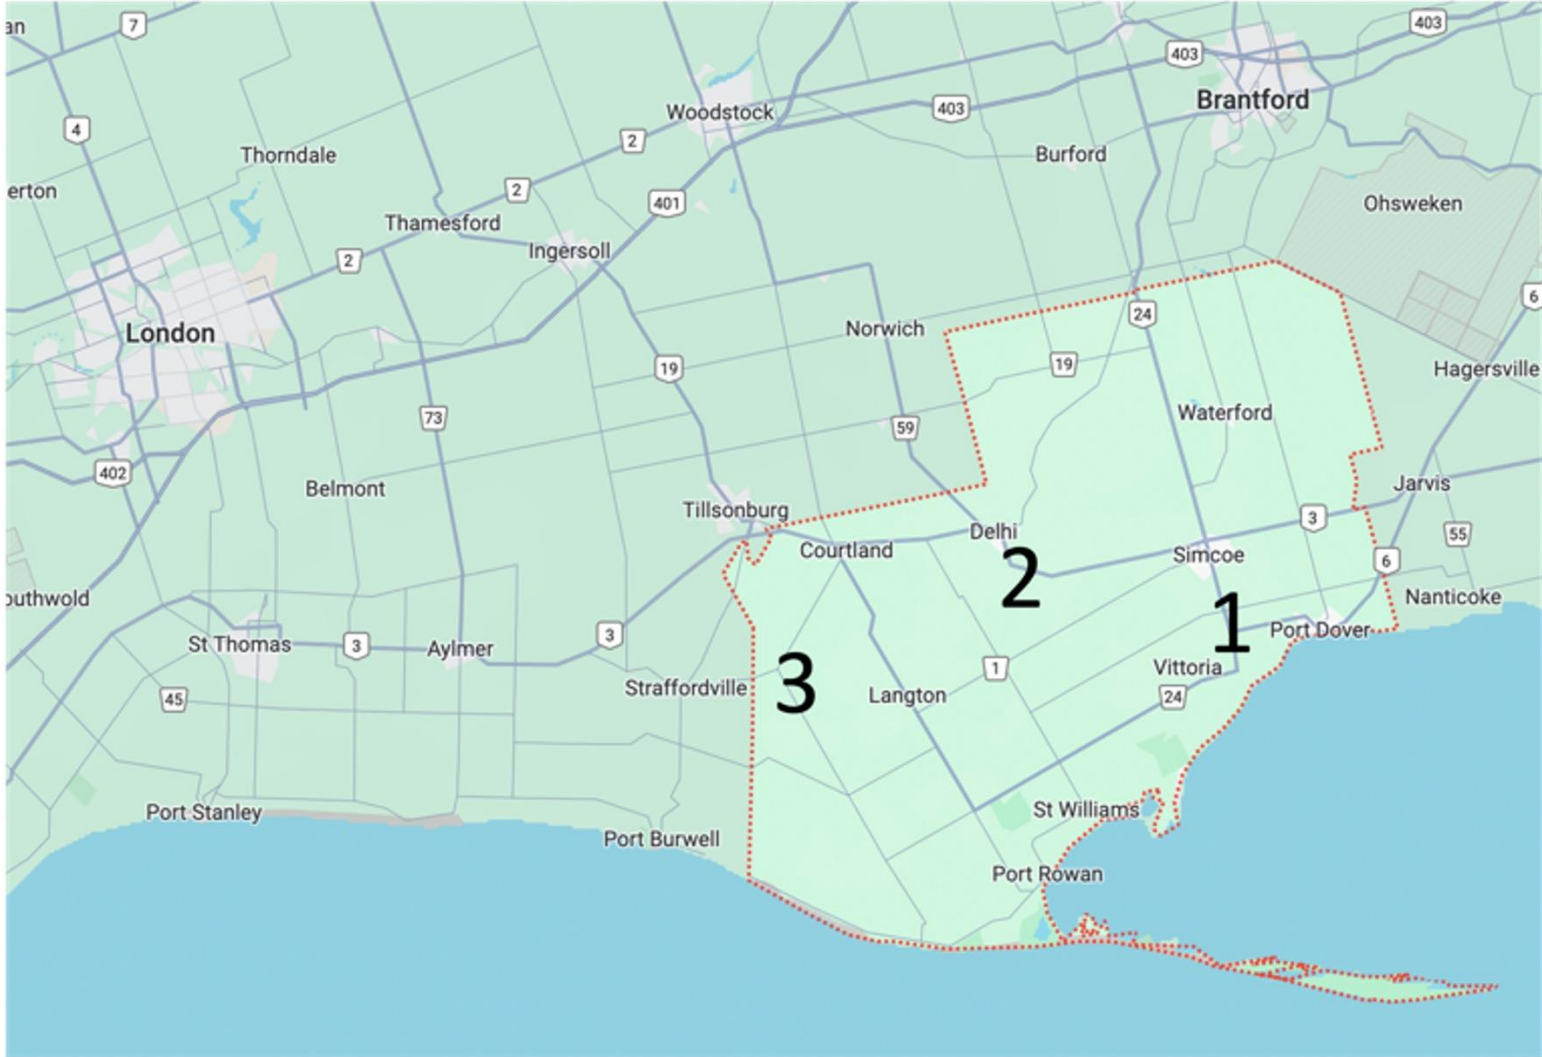 an
7
403
403
Woodstock
Brantford
403
4
2
Thorndale
Burford
2
erton
401
Ohsweken
Thamesford
Ingersoll
2
6
24
London
Norwich
19
19
Hagersville
Waterford
73
59
402
Belmont
Jarvis
Tillsonburg
3
Delhi
55
Courtland
Simcoe
6
2
outhwold
Nanticoke
1
St Thomas
3
Aylmer
3
Port Dover
Vittoria
1
3
Straffordville
Langton
24
45
Port Stanley
St Williams
Port Burwell
Port Rowan